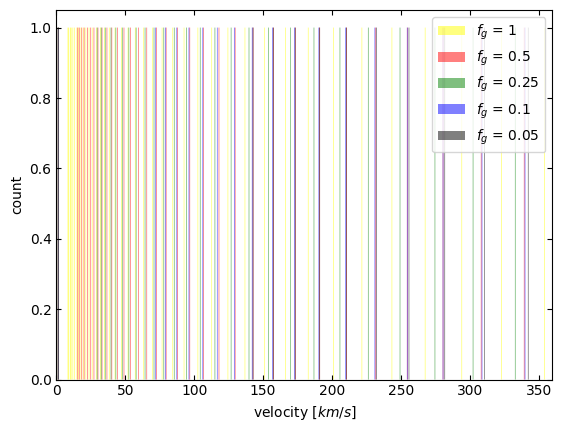 1.0
0.8
0.6
0.4
0.2
0.0
count
0 50 100 150 200 250 300 350
velocity [km/s]
f_g = 1
f_g = 0.5
f_g = 0.25
f_g = 0.1
f_g = 0.05